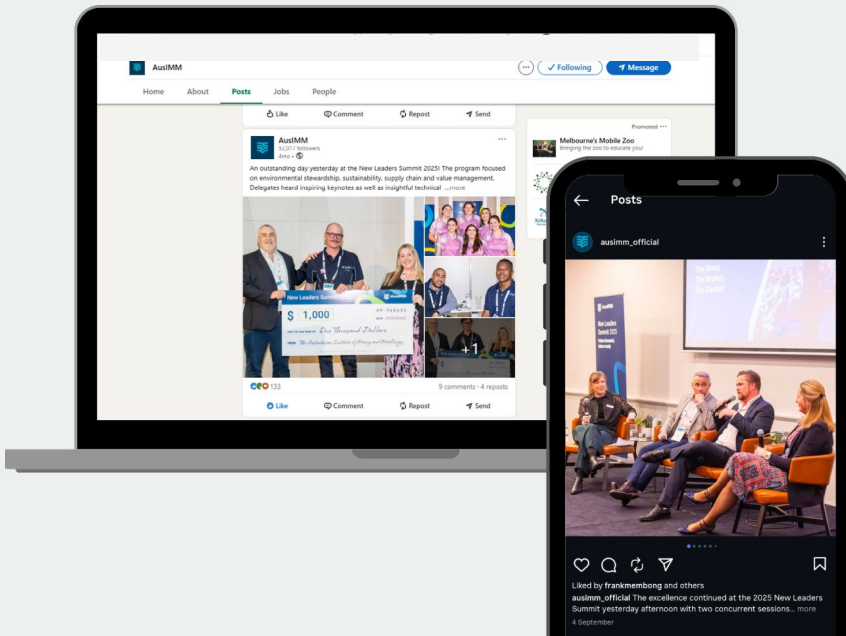 AusIMM
Following
Message
Home About Posts Jobs People
Like Comment Repost Send
AusIMM
52,017 followers
4mo •
An outstanding day yesterday at the New Leaders Summit 2025! The program focused
on environmental stewardship, sustainability, supply chain and value management.
Delegates heard inspiring keynotes as well as insightful technical ...more
New Leaders Summit
$ 1,000
One Thousand Dollars
The Australasian Institute of Mining and Metallurgy
+1
133
9 comments • 4 reposts
Like Comment Repost Send
Promoted
Melbourne's Mobile Zoo
Bringing the zoo to educate you!
Posts
ausimm_official
New Leaders
Summit 2025
Liked by frankmembong and others
ausimm_official The excellence continued at the 2025 New Leaders
Summit yesterday afternoon with two concurrent sessions... more
4 September